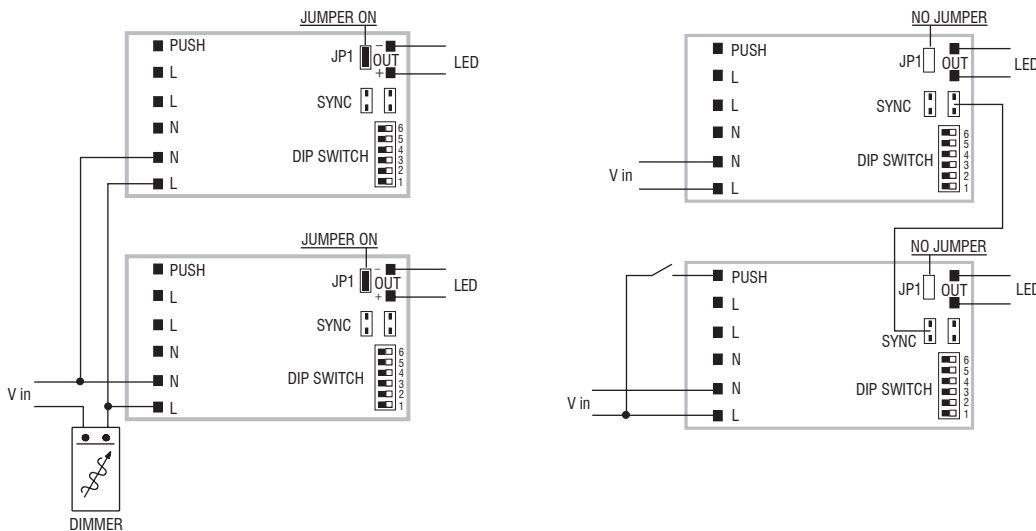 JUMPER ON
PUSH
JP1
–
OUT
+
LED
L
L
SYNC
N
DIP SWITCH
6
5
4
3
2
1
N
L
JUMPER ON
PUSH
JP1
–
OUT
+
LED
L
L
SYNC
N
DIP SWITCH
6
5
4
3
2
1
N
L
V in
DIMMER
NO JUMPER
PUSH
JP1
OUT
LED
L
L
SYNC
N
DIP SWITCH
6
5
4
3
2
1
N
L
V in
NO JUMPER
PUSH
JP1
OUT
LED
L
L
SYNC
N
DIP SWITCH
6
5
4
3
2
1
N
L
V in